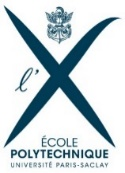 l'
ÉCOLE
POLYTECHNIQUE
UNIVERSITÉ PARIS-SACLAY